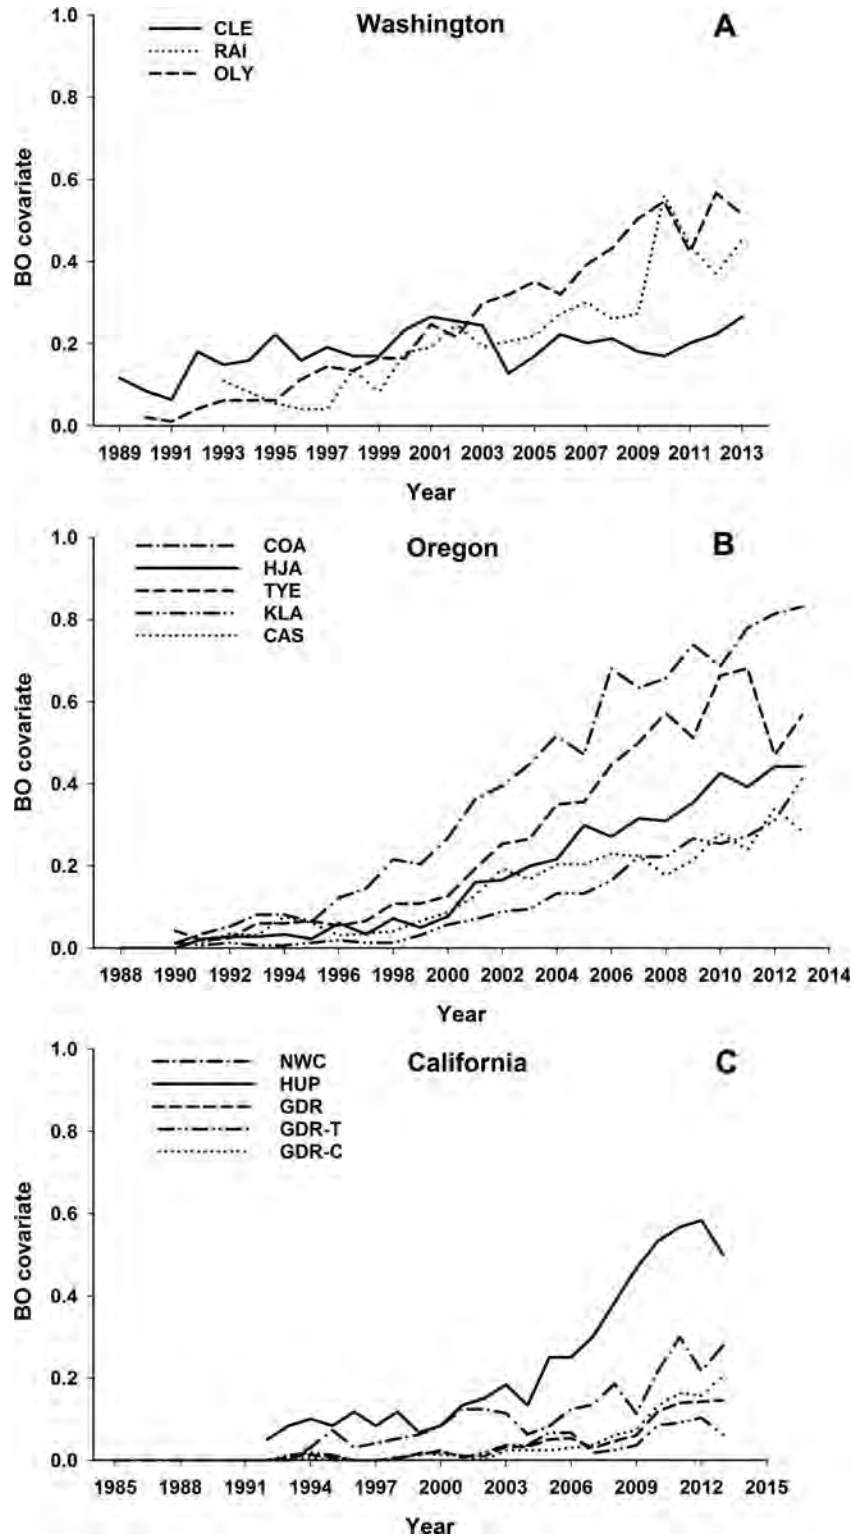 Washington
A
CLE
RAI
OLY
BO covariate
1.0
0.8
0.6
0.4
0.2
0.0
1989 1991 1993 1995 1997 1999 2001 2003 2005 2007 2009 2011 2013
Year
Oregon
B
COA
HJA
TYE
KLA
CAS
BO covariate
1.0
0.8
0.6
0.4
0.2
0.0
1988 1990 1992 1994 1996 1998 2000 2002 2004 2006 2008 2010 2012 2014
Year
California
C
NWC
HUP
GDR
GDR-T
GDR-C
BO covariate
1.0
0.8
0.6
0.4
0.2
0.0
1985 1988 1991 1994 1997 2000 2003 2006 2009 2012 2015
Year